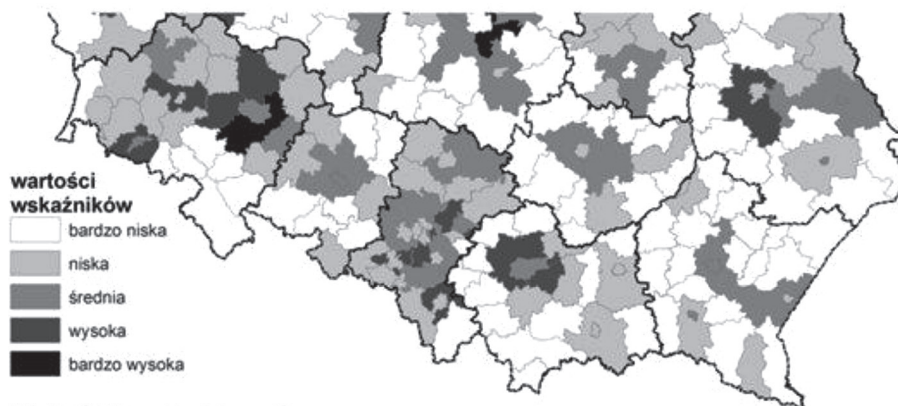 wartości
wskaźników
bardzo niska
niska
średnia
wysoka
bardzo wysoka